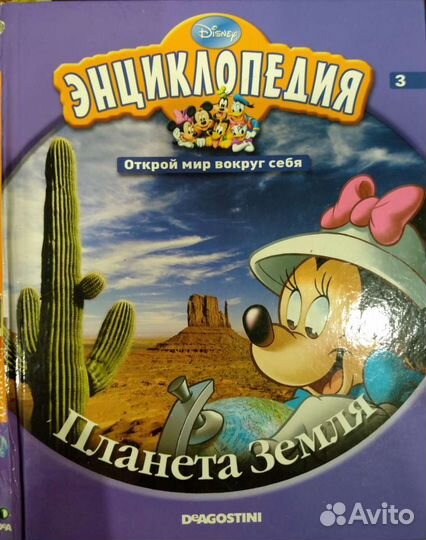 Disney
ЭНЦИКЛОПЕДИЯ
3
Открой мир вокруг себя
Планета Земля
DeAGOSTINI
Avito